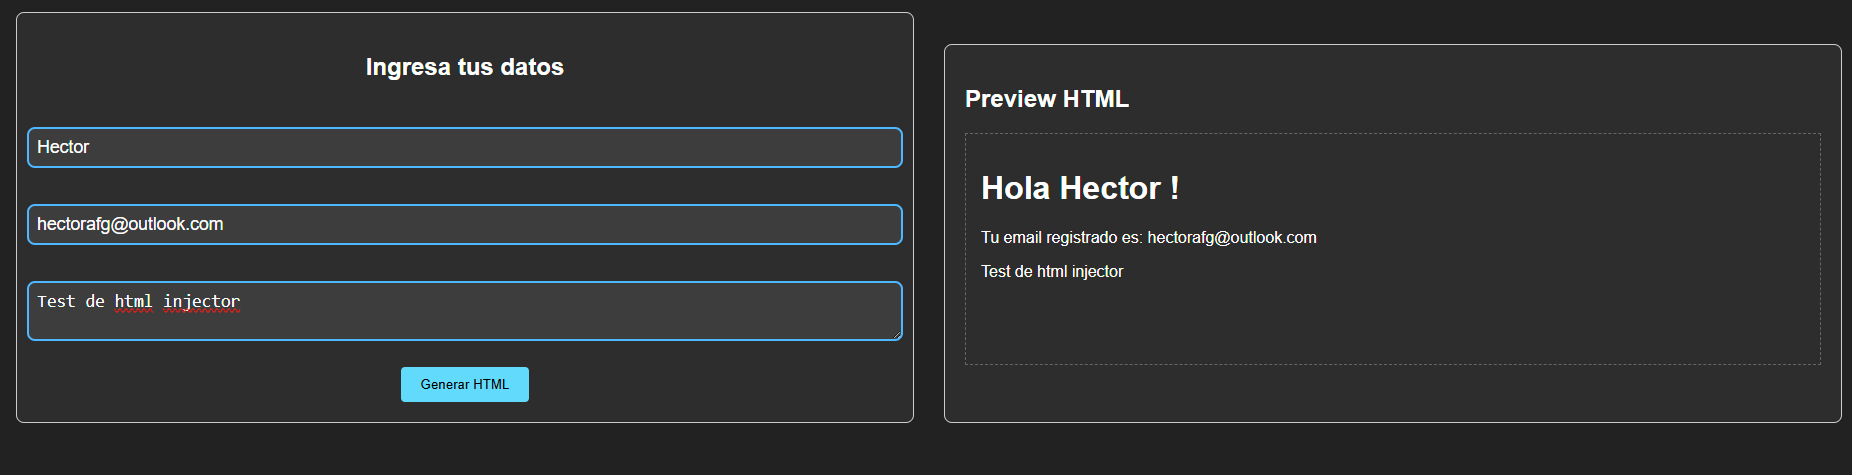 Ingresa tus datos
Hector
hectorafg@outlook.com
Test de html injector
Generar HTML
Preview HTML
Hola Hector !
Tu email registrado es: hectorafg@outlook.com
Test de html injector